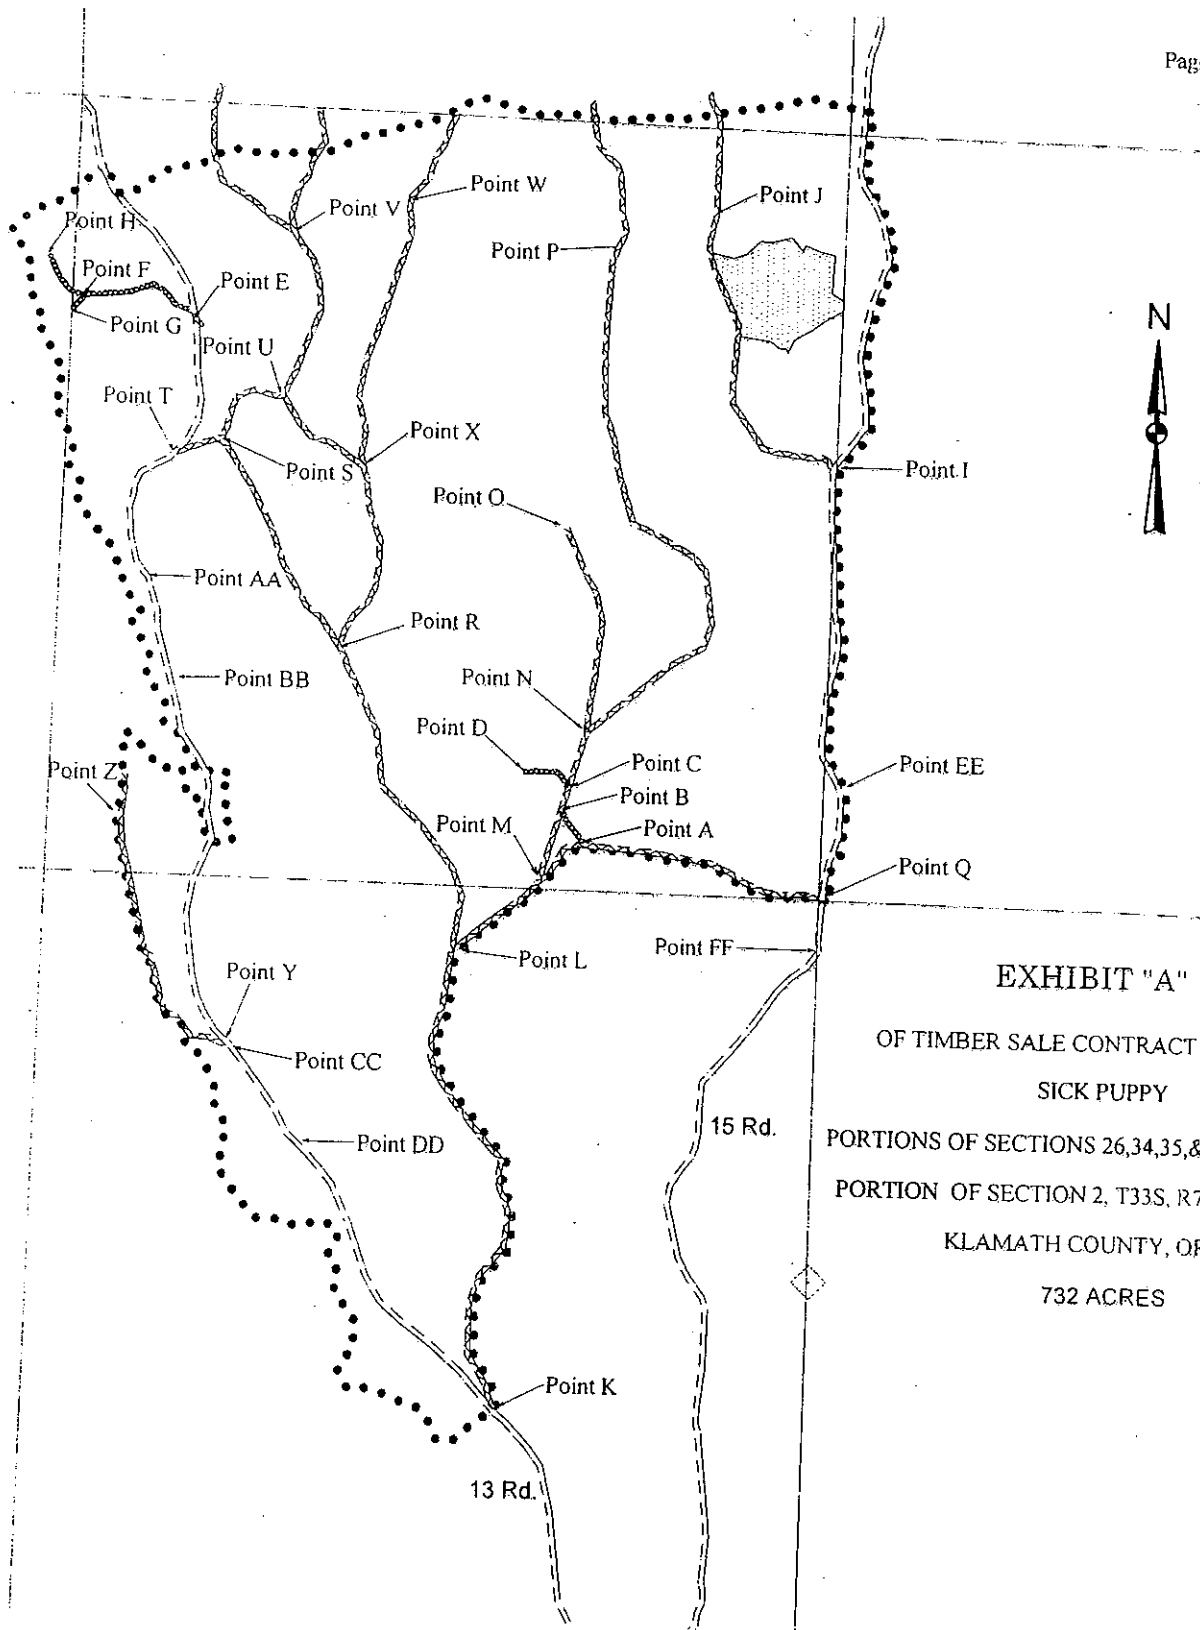 Pag
Point W
Point J
Point H
Point V
Point P
Point F
Point E
Point G
N
Point U
Point T
Point X
Point S
Point I
Point O
Point AA
Point R
Point BB
Point N
Point D
Point C
Point EE
Point Z
Point B
Point M
Point A
Point Q
Point FF
Point L
Point Y
EXHIBIT "A"
OF TIMBER SALE CONTRACT
Point CC
SICK PUPPY
15 Rd.
Point DD
PORTIONS OF SECTIONS 26,34,35,&
PORTION OF SECTION 2, T33S, R7
KLAMATH COUNTY, OR
732 ACRES
Point K
13 Rd.